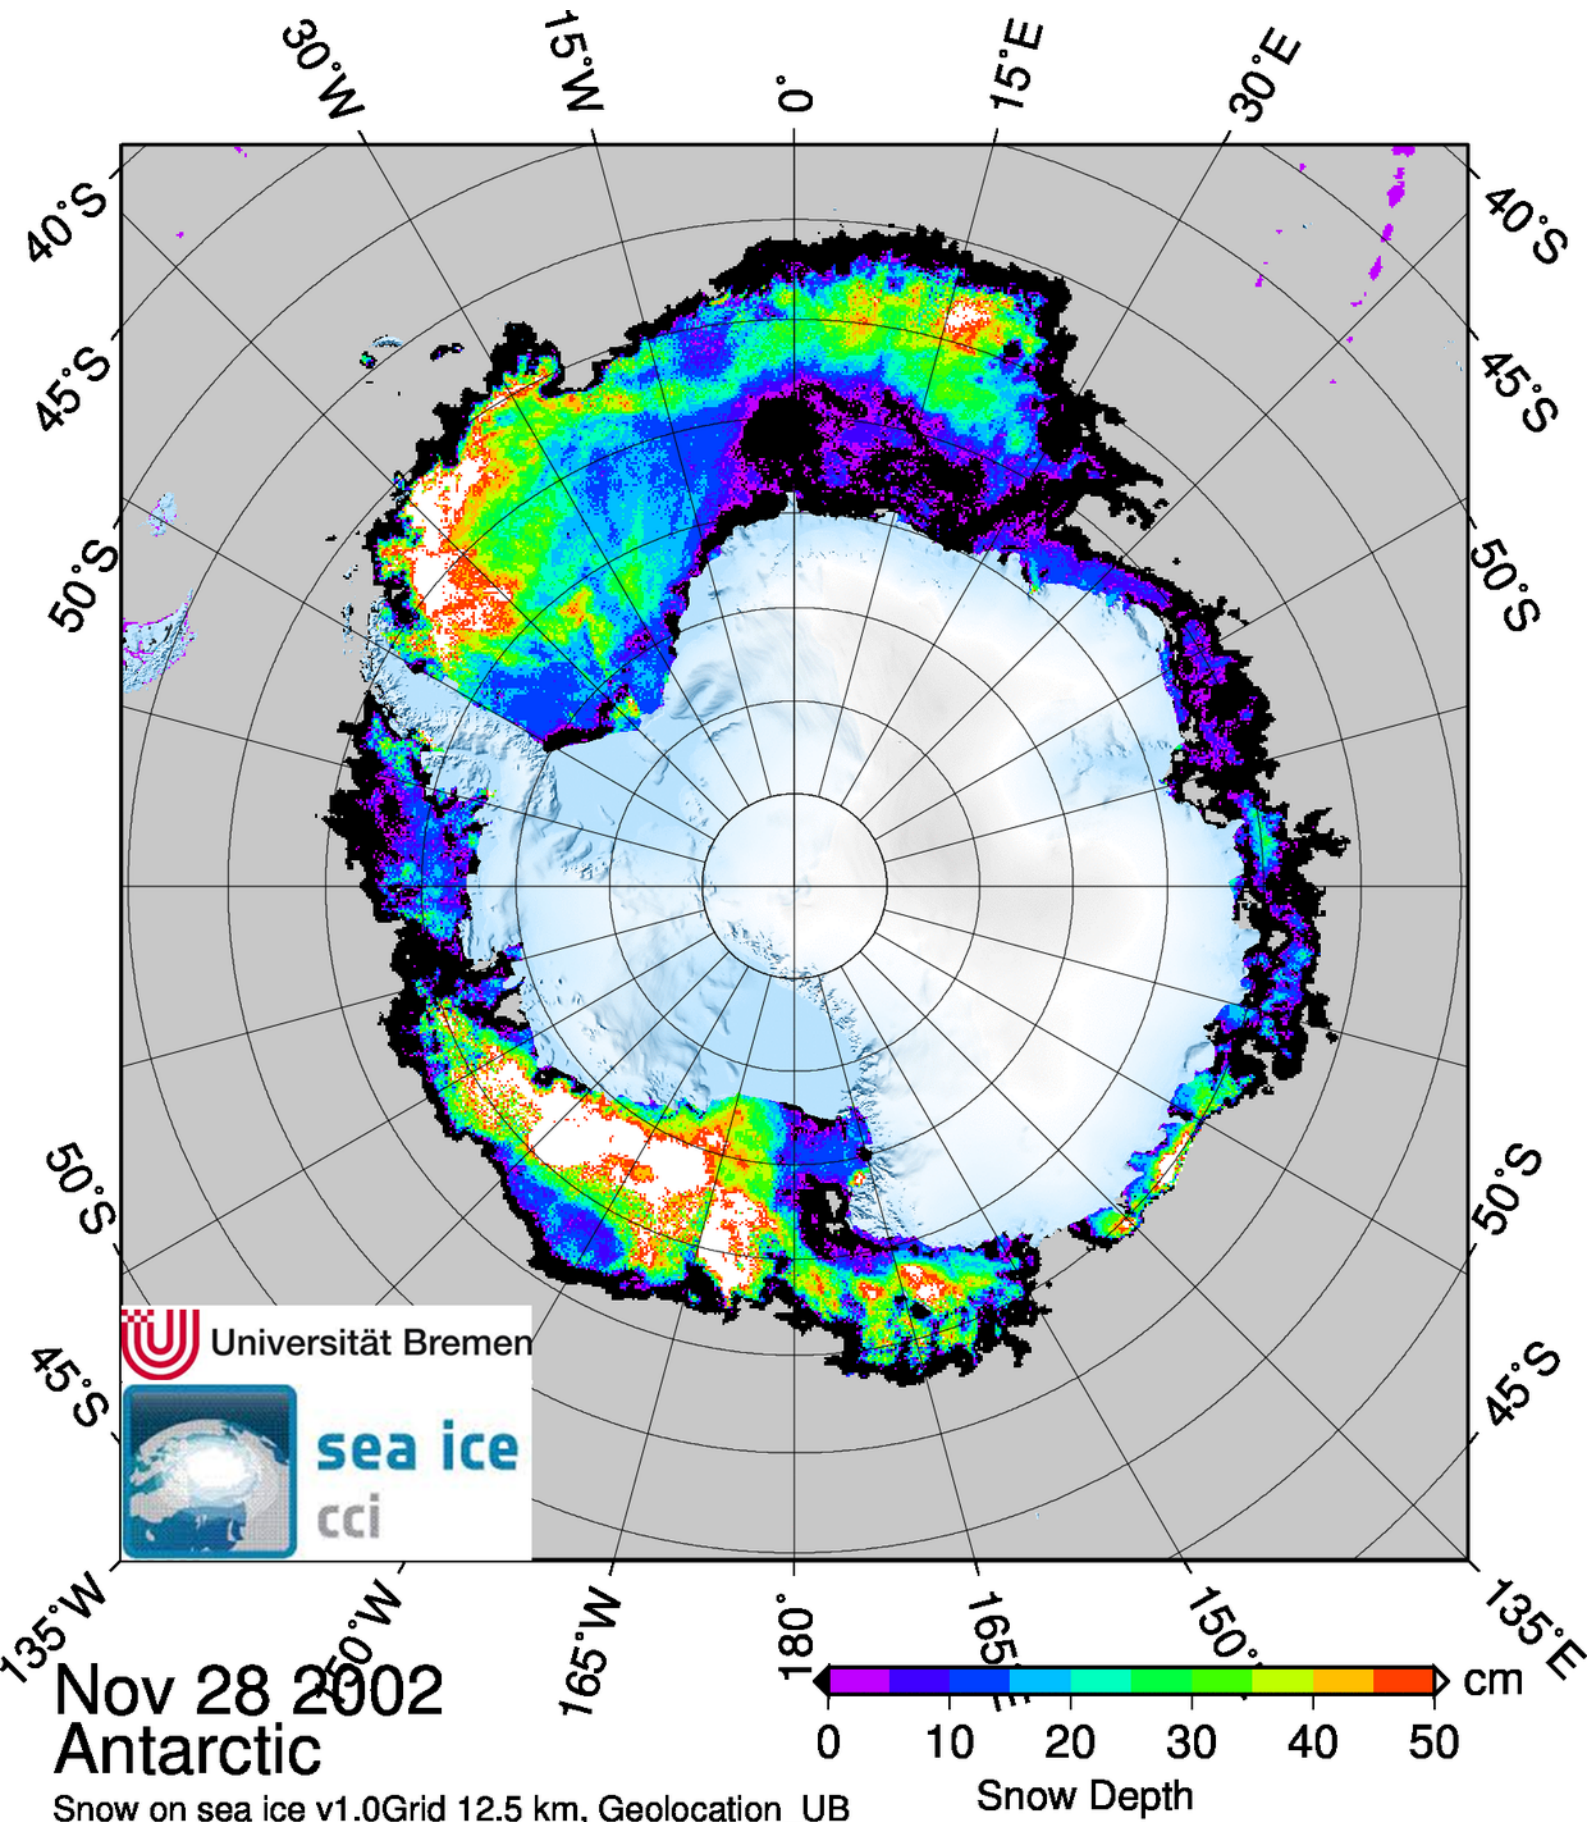 30°W 15°W 0° 15°E 30°E
40°S 40°S
45°S 45°S
50°S 50°S
50°S 50°S
45°S 45°S
Universität Bremen
sea ice
cci
135°W 150°W 165°W 180° 165°E 150° 135°E
Nov 28 2002
Antarctic
Snow on sea ice v1.0Grid 12.5 km, Geolocation UB
cm
0 10 20 30 40 50
Snow Depth